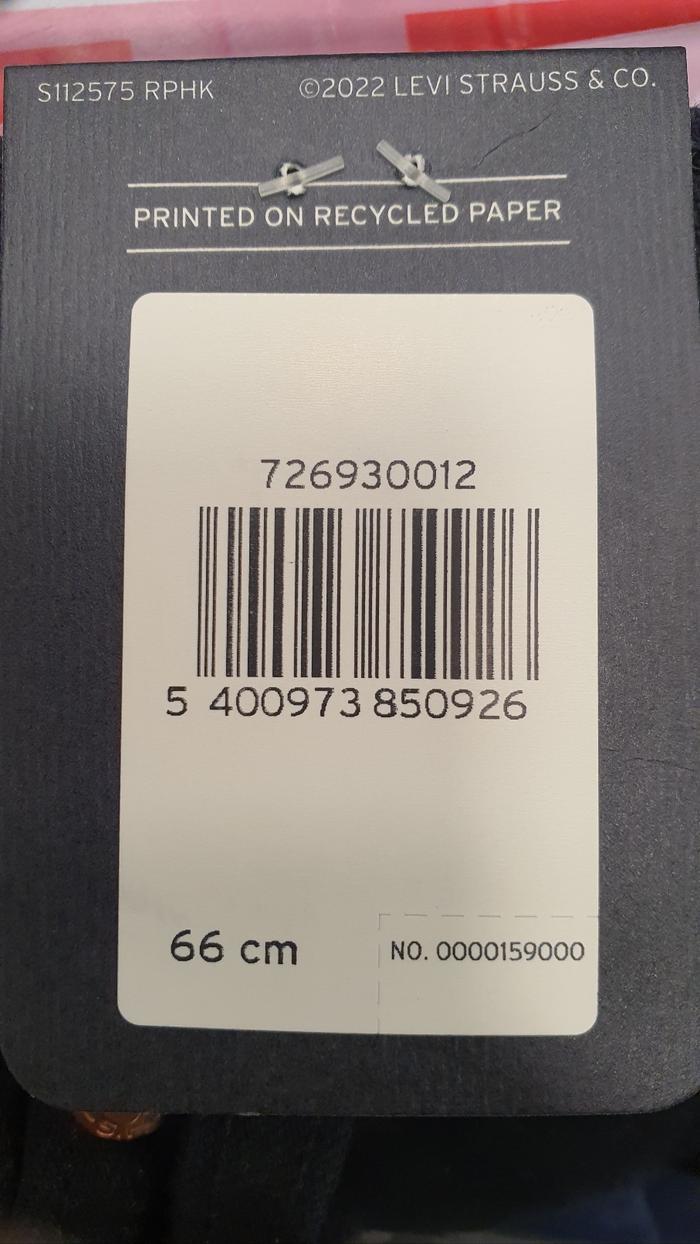 S112575 RPHK ©2022 LEVI STRAUSS & CO.
PRINTED ON RECYCLED PAPER
726930012
5 400973 850926
66 cm NO. 0000159000